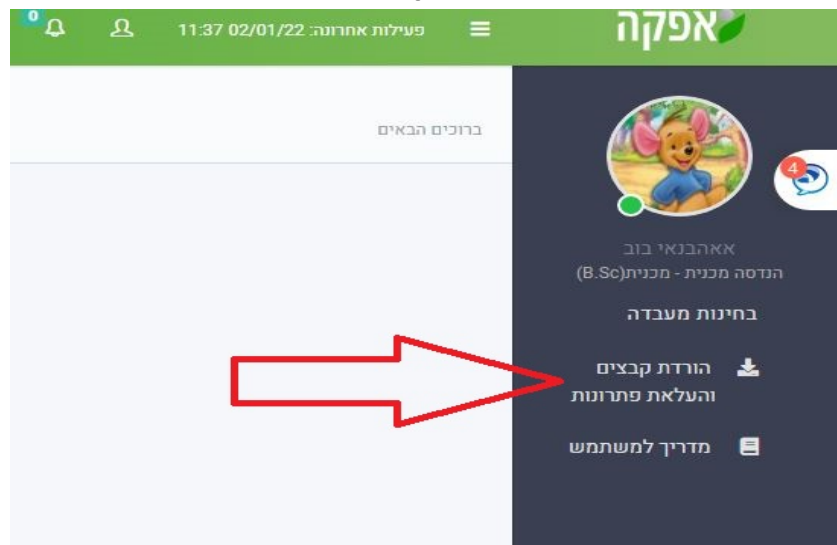 אפקה
פעילות אחרונה: 02/01/22 11:37
0
ברוכים הבאים
4
אאהבנאי בוב
הנדסה מכנית - מכנית(B.Sc)
בחינות מעבדה
הורדת קבצים
והעלאת פתרונות
מדריך למשתמש